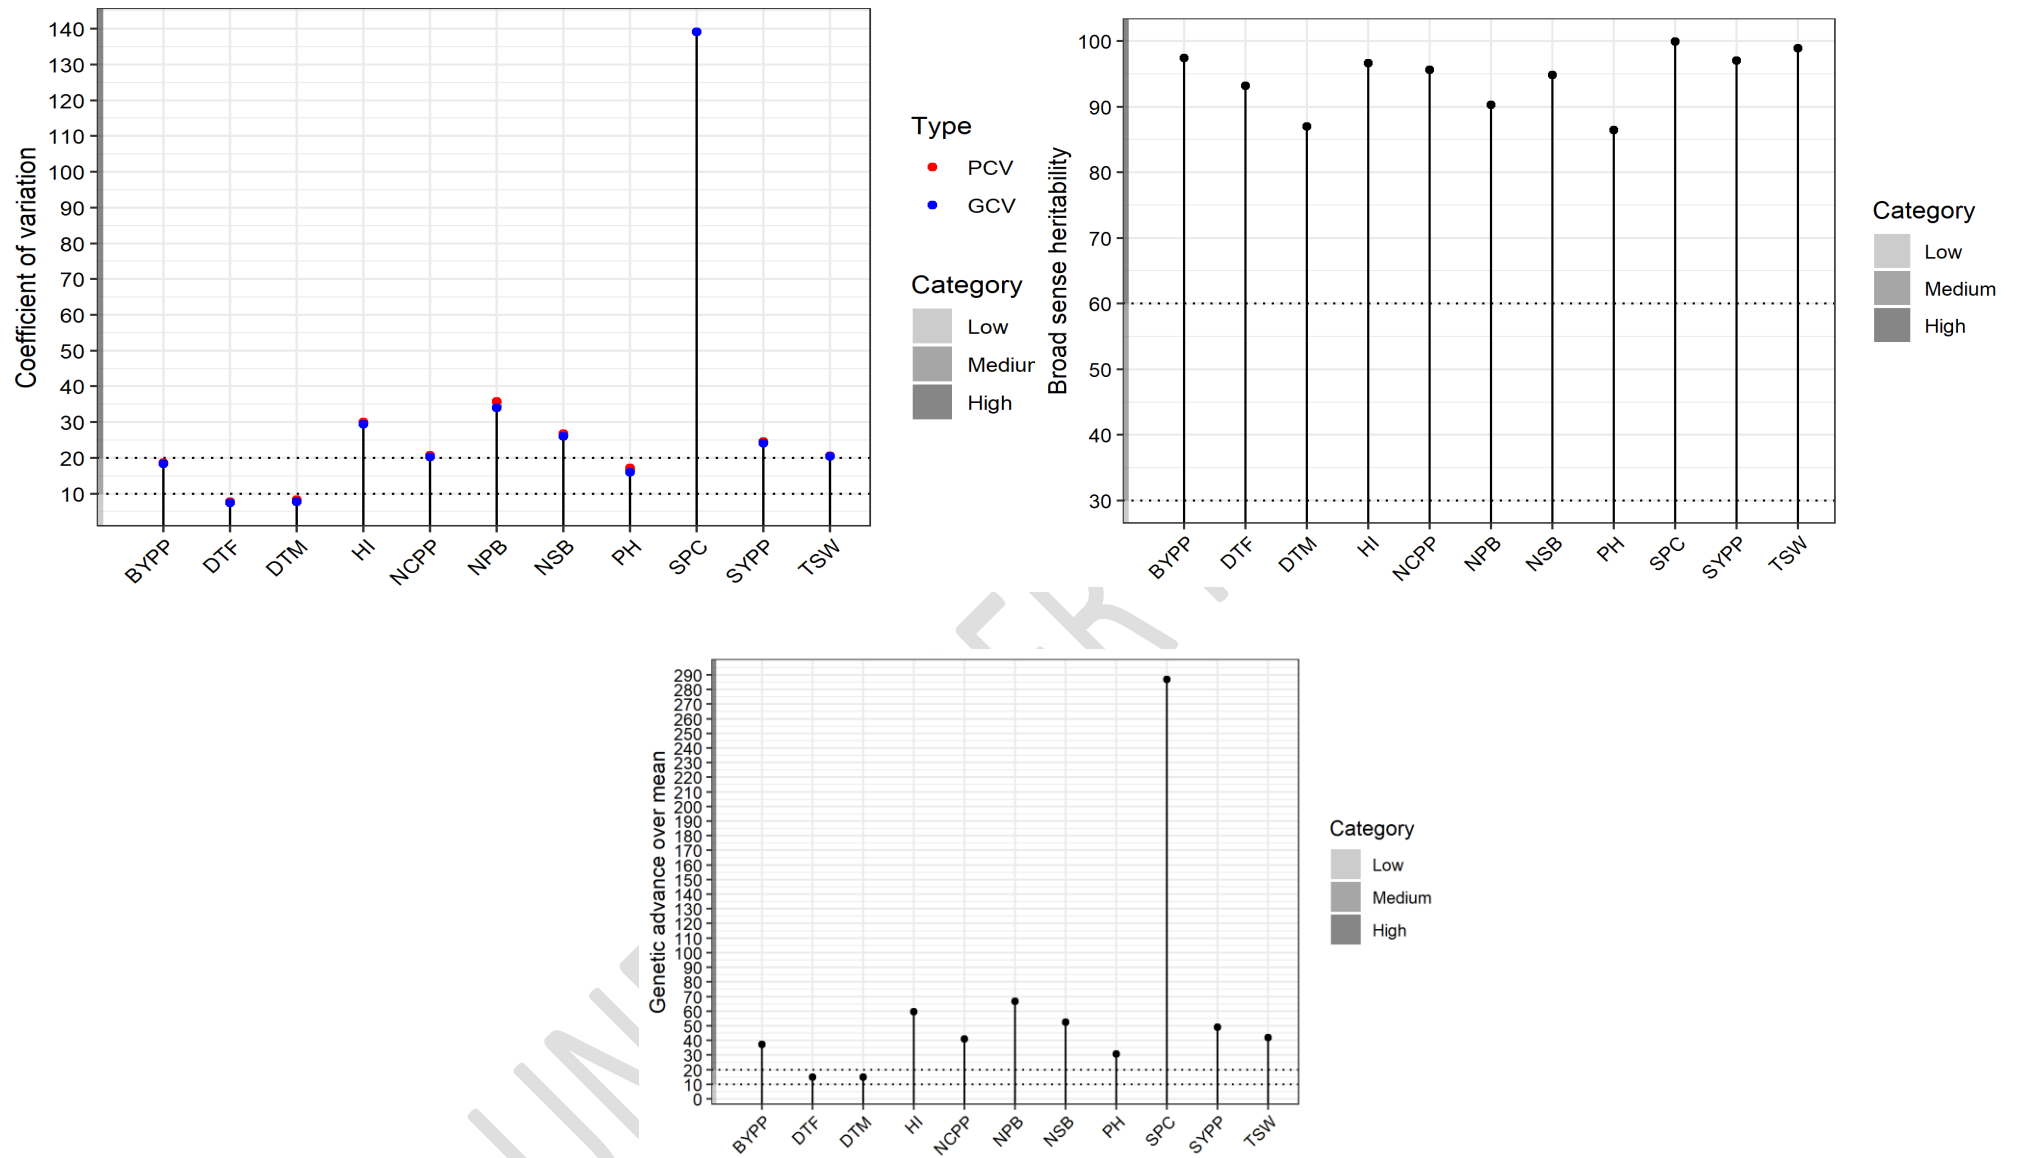 Coefficient of variation
140
130
120
110
100
90
80
70
60
50
40
30
20
10
BYPP
DTF
DTM
HI
NCPP
NPB
NSB
PH
SPC
SYPP
TSW
Type
PCV
GCV
Category
Low
Mediur
High
Broad sense heritability
100
90
80
70
60
50
40
30
BYPP
DTF
DTM
HI
NCPP
NPB
NSB
PH
SPC
SYPP
TSW
Category
Low
Medium
High
Genetic advance over mean
290
280
270
260
250
240
230
220
210
200
190
180
170
160
150
140
130
120
110
100
90
80
70
60
50
40
30
20
10
0
BYPP
DTF
DTM
HI
NCPP
NPB
NSB
PH
SPC
SYPP
TSW
Category
Low
Medium
High